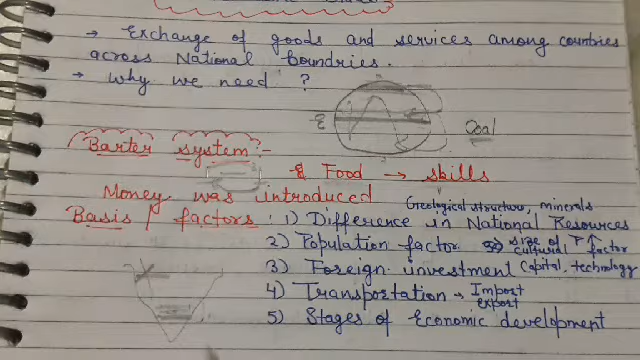 → Exchange of goods and services among countries
across National boundries.
→ Why we need ?
Coal
Barter system :-
Food → skills
Money was introduced
Geological structure, minerals
Basis / factors : 1) Difference in National Resources
2) Population factor size of P ↑
cultural factor
3) Foreign investment Capital, technology
4) Transportation → Import
export
5) Stages of Economic development